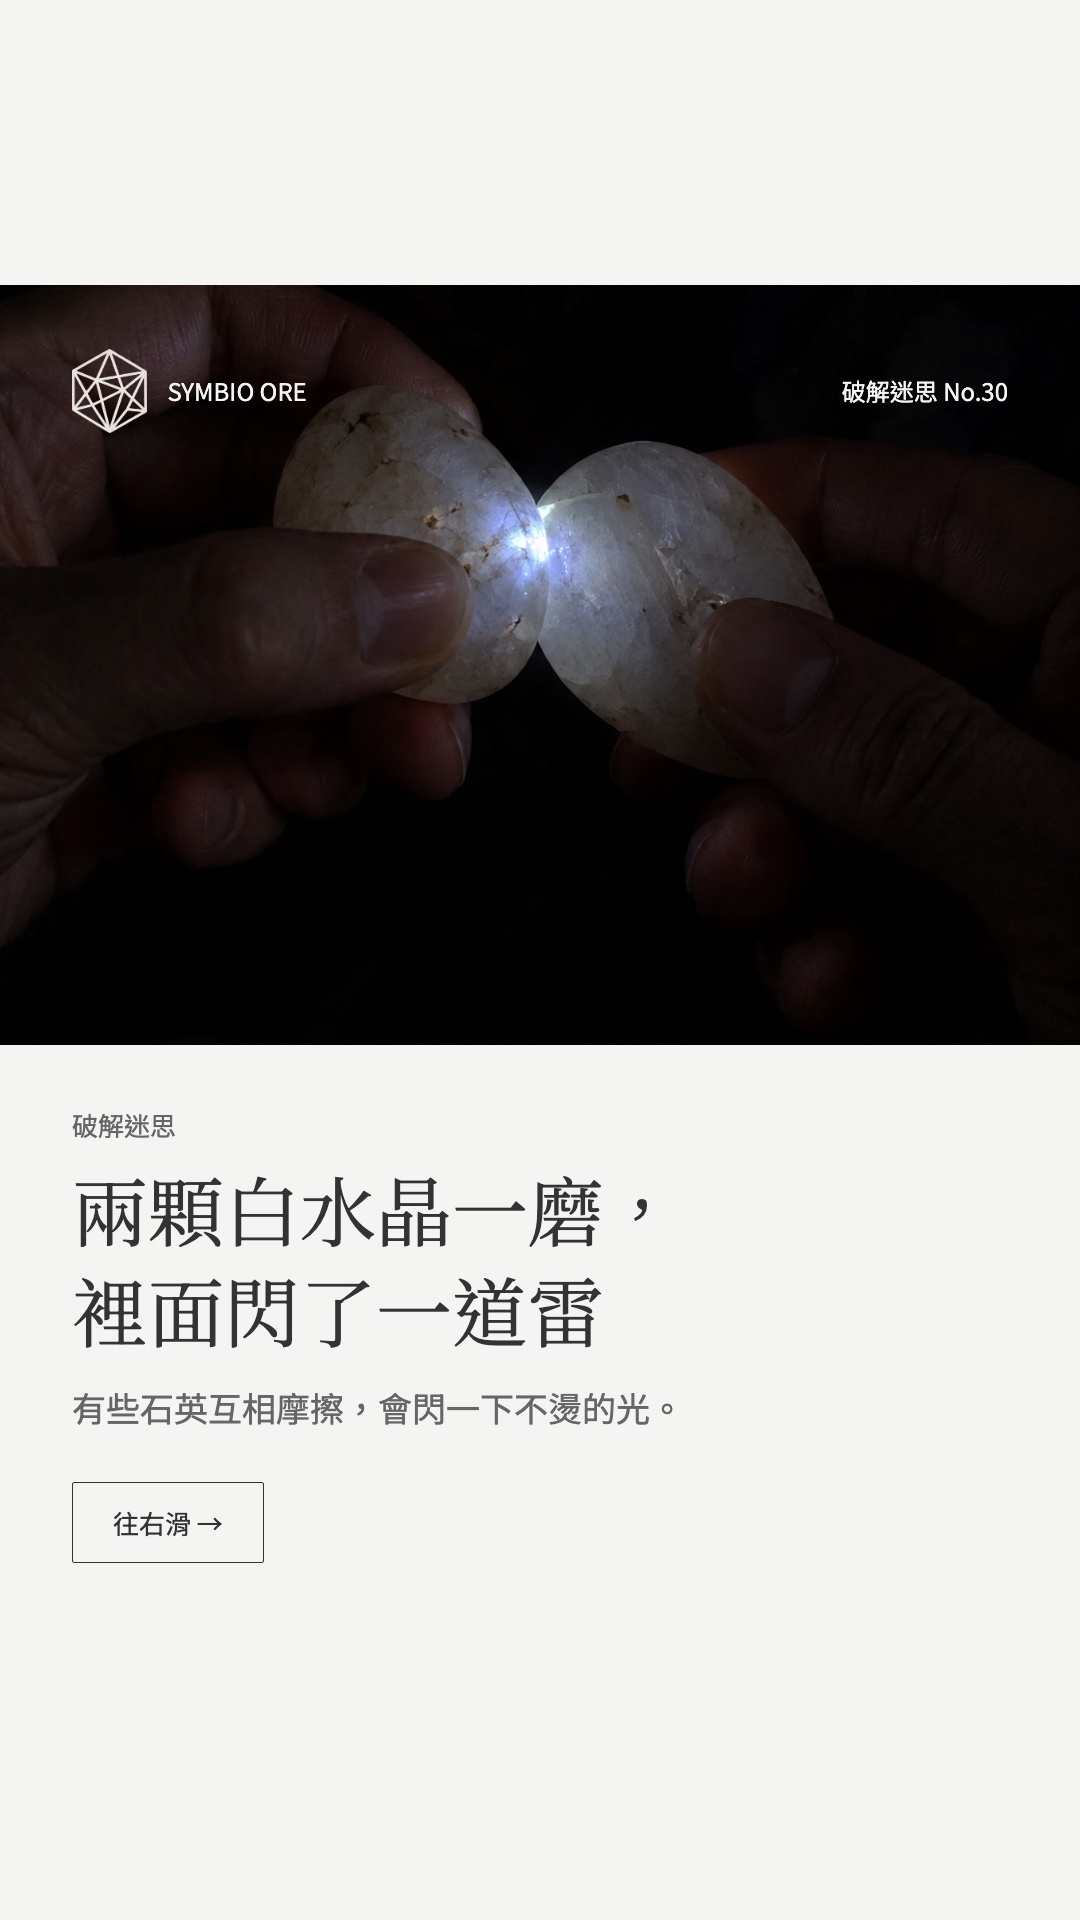 SYMBIO ORE
破解迷思 No.30
破解迷思
兩顆白水晶一磨，
裡面閃了一道雷
有些石英互相摩擦，會閃一下不燙的光。
往右滑 →